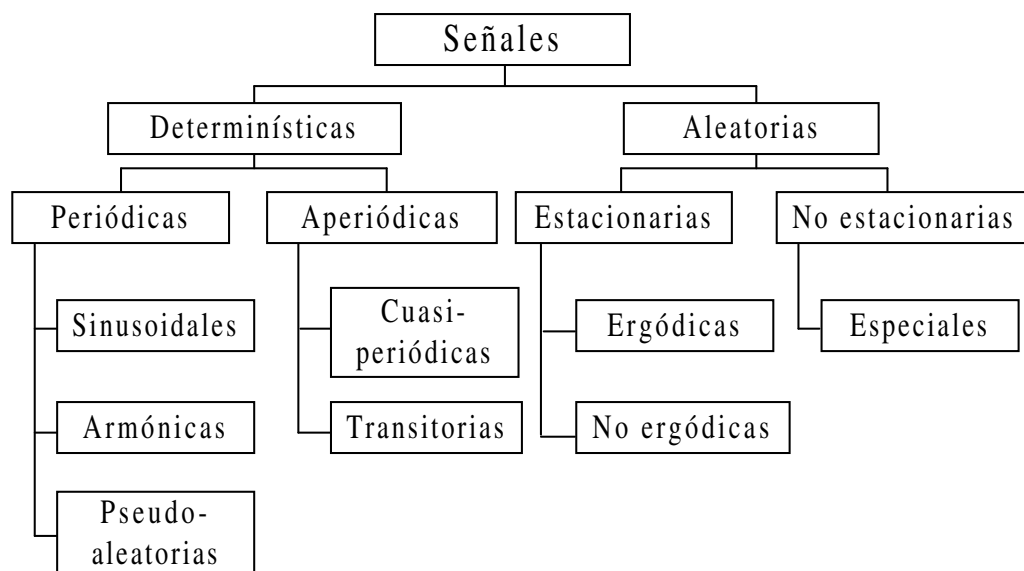 Señales
Determinísticas
Aleatorias
Periódicas
Aperiódicas
Estacionarias
No estacionarias
Sinusoidales
Cuasi-
periódicas
Ergódicas
Especiales
Armónicas
Transitorias
No ergódicas
Pseudo-
aleatorias